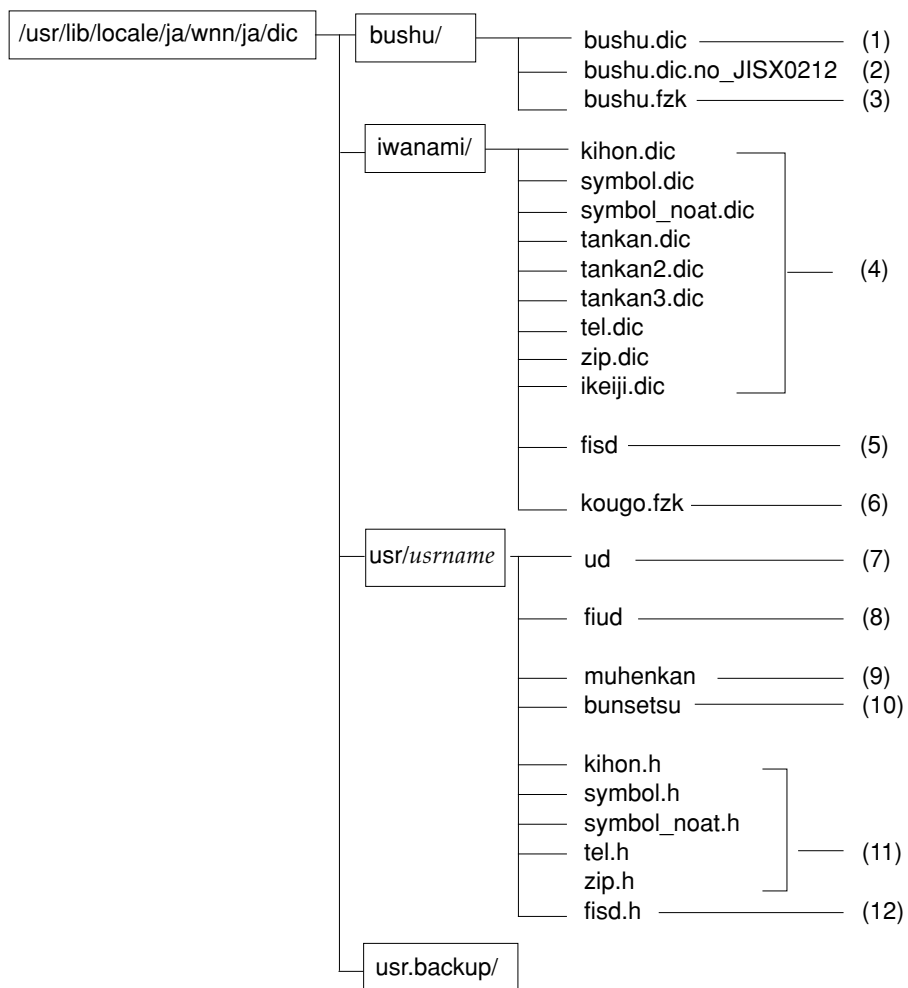 /usr/lib/locale/ja/wnn/ja/dic
bushu/
bushu.dic (1)
bushu.dic.no_JISX0212 (2)
bushu.fzk (3)
iwanami/
kihon.dic
symbol.dic
symbol_noat.dic
tankan.dic
tankan2.dic (4)
tankan3.dic
tel.dic
zip.dic
ikeiji.dic
fisd (5)
kougo.fzk (6)
usr/usrname
ud (7)
fiud (8)
muhenkan (9)
bunsetsu (10)
kihon.h
symbol.h
symbol_noat.h
tel.h (11)
zip.h
fisd.h (12)
usr.backup/